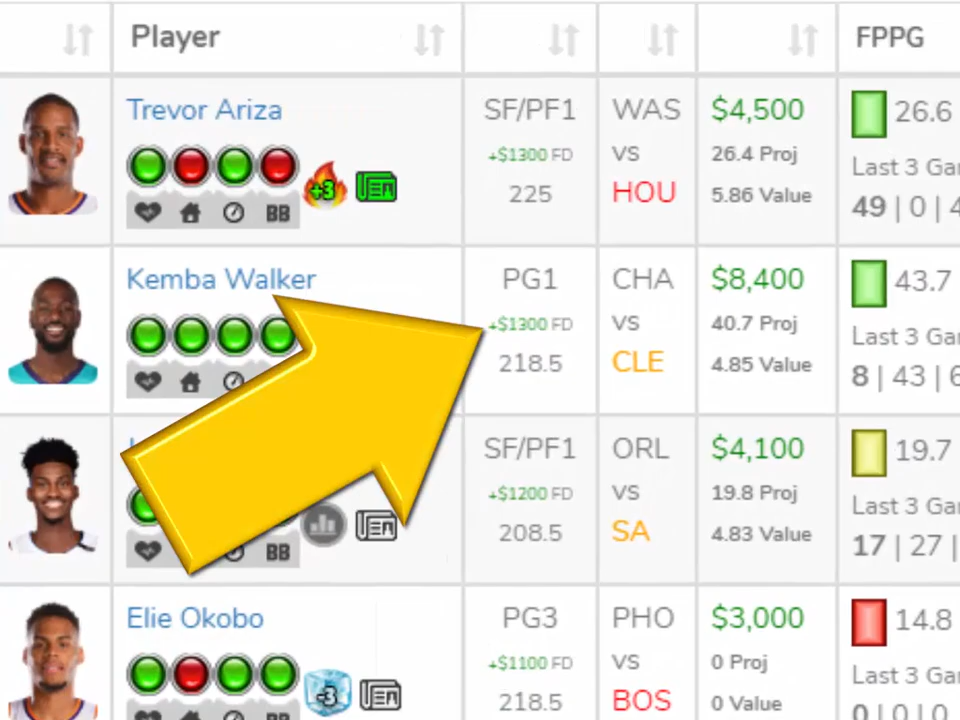 Player
FPPG
Trevor Ariza
SF/PF1
WAS
$4,500
26.6
+$1300 FD
VS
26.4 Proj
Last 3
225
HOU
5.86 Value
49 | 0 |
+3
BB
Kemba Walker
PG1
CHA
$8,400
43.7
+$1300 FD
VS
40.7 Proj
Last 3
218.5
CLE
4.85 Value
8 | 43 |
SF/PF1
ORL
$4,100
19.7
+$1200 FD
VS
19.8 Proj
Last 3
208.5
SA
4.83 Value
17 | 27 |
BB
Elie Okobo
PG3
PHO
$3,000
14.8
+$1100 FD
VS
0 Proj
Last 3
-3
218.5
BOS
0 Value
0 | 0 | 0
BB